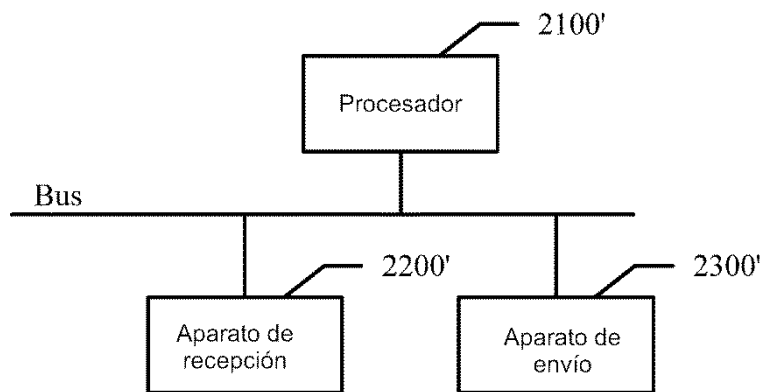 2100'
Procesador
Bus
2200'
2300'
Aparato de
recepción
Aparato de
envío